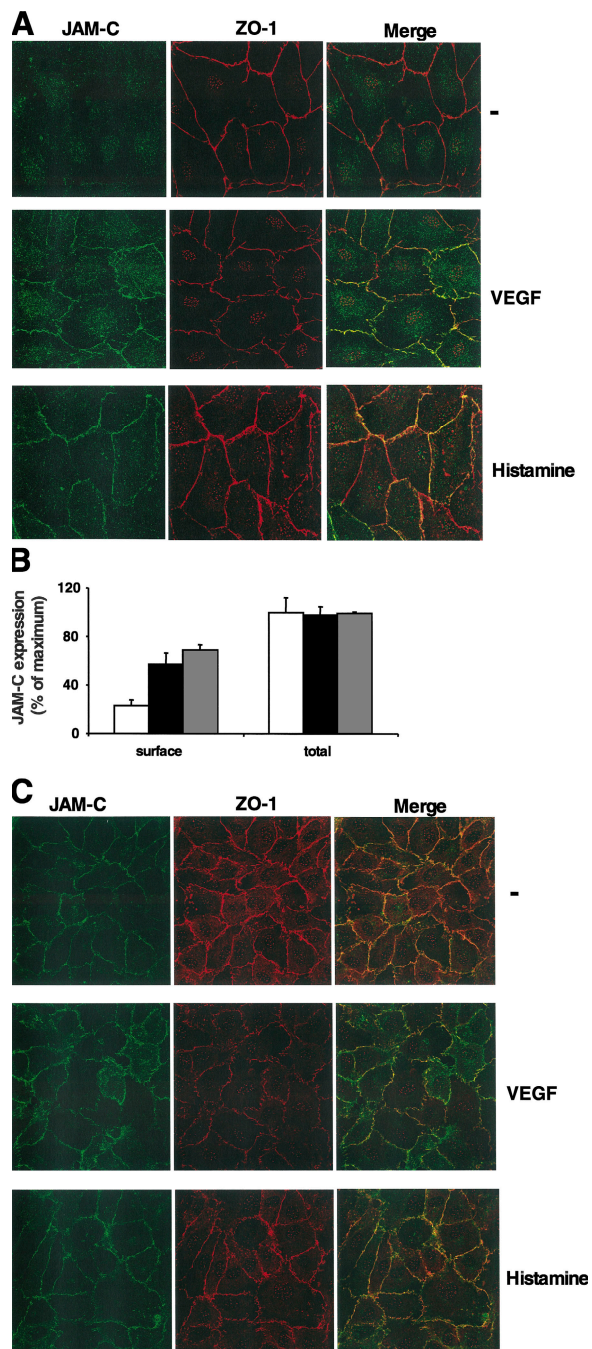 A
JAM-C ZO-1 Merge
-
VEGF
Histamine
B
JAM-C expression
(% of maximum)
120
80
40
0
surface total
C
JAM-C ZO-1 Merge
-
VEGF
Histamine